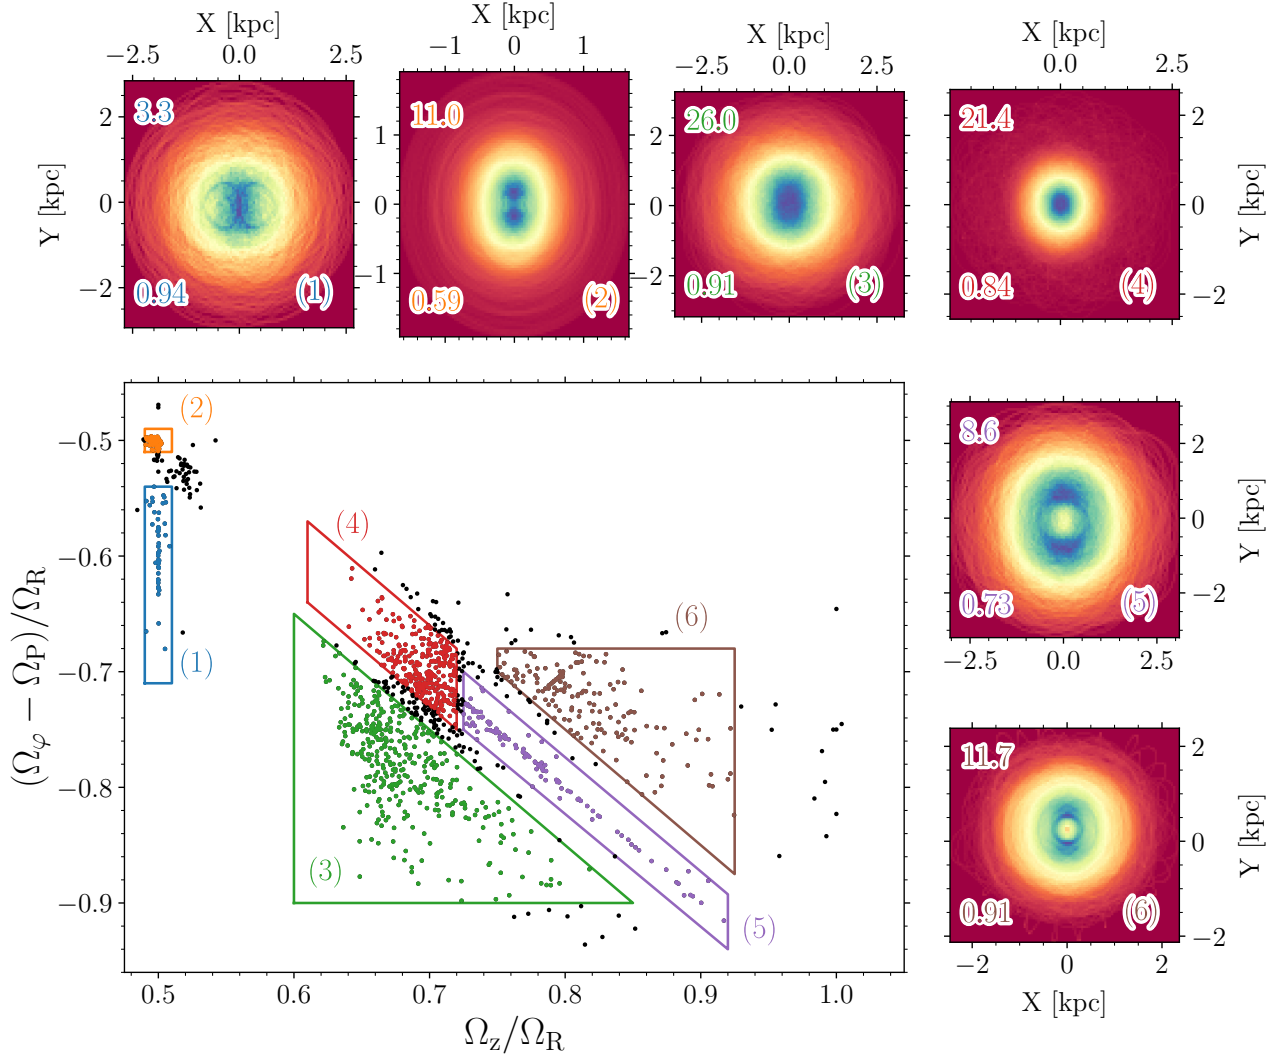 X [kpc]
−2.5 0.0 2.5
X [kpc]
−1 0 1
X [kpc]
−2.5 0.0 2.5
X [kpc]
0.0 2.5
Y [kpc]
2
0
−2
3.3
0.94
(1)
1
0
−1
11.0
0.59
(2)
2
0
−2
26.0
0.91
(3)
21.4
0.84
(4)
2
0
−2
Y [kpc]
8.6
0.73
(5)
2
0
−2
Y [kpc]
−2.5 0.0 2.5
11.7
0.91
(6)
2
0
−2
Y [kpc]
−2 0 2
X [kpc]
(Ω_φ − Ω_P)/Ω_R
−0.5
−0.6
−0.7
−0.8
−0.9
(2)
(1)
(4)
(6)
(3)
(5)
0.5 0.6 0.7 0.8 0.9 1.0
Ω_z/Ω_R